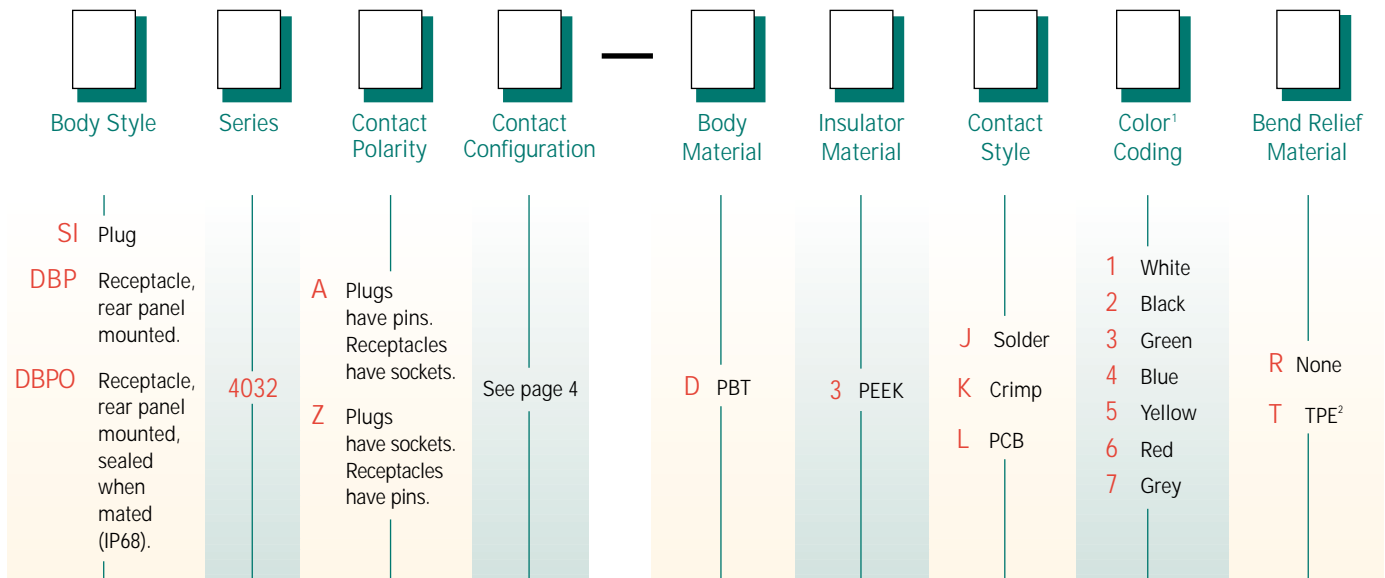 Body Style
Series
Contact
Polarity
Contact
Configuration
Body
Material
Insulator
Material
Contact
Style
Color¹
Coding
Bend Relief
Material
SI Plug
DBP Receptacle,
rear panel
mounted.
DBPO Receptacle,
rear panel
mounted,
sealed
when
mated
(IP68).
4032
A Plugs
have pins.
Receptacles
have sockets.
Z Plugs
have sockets.
Receptacles
have pins.
See page 4
D PBT
3 PEEK
J Solder
K Crimp
L PCB
1 White
2 Black
3 Green
4 Blue
5 Yellow
6 Red
7 Grey
R None
T TPE²